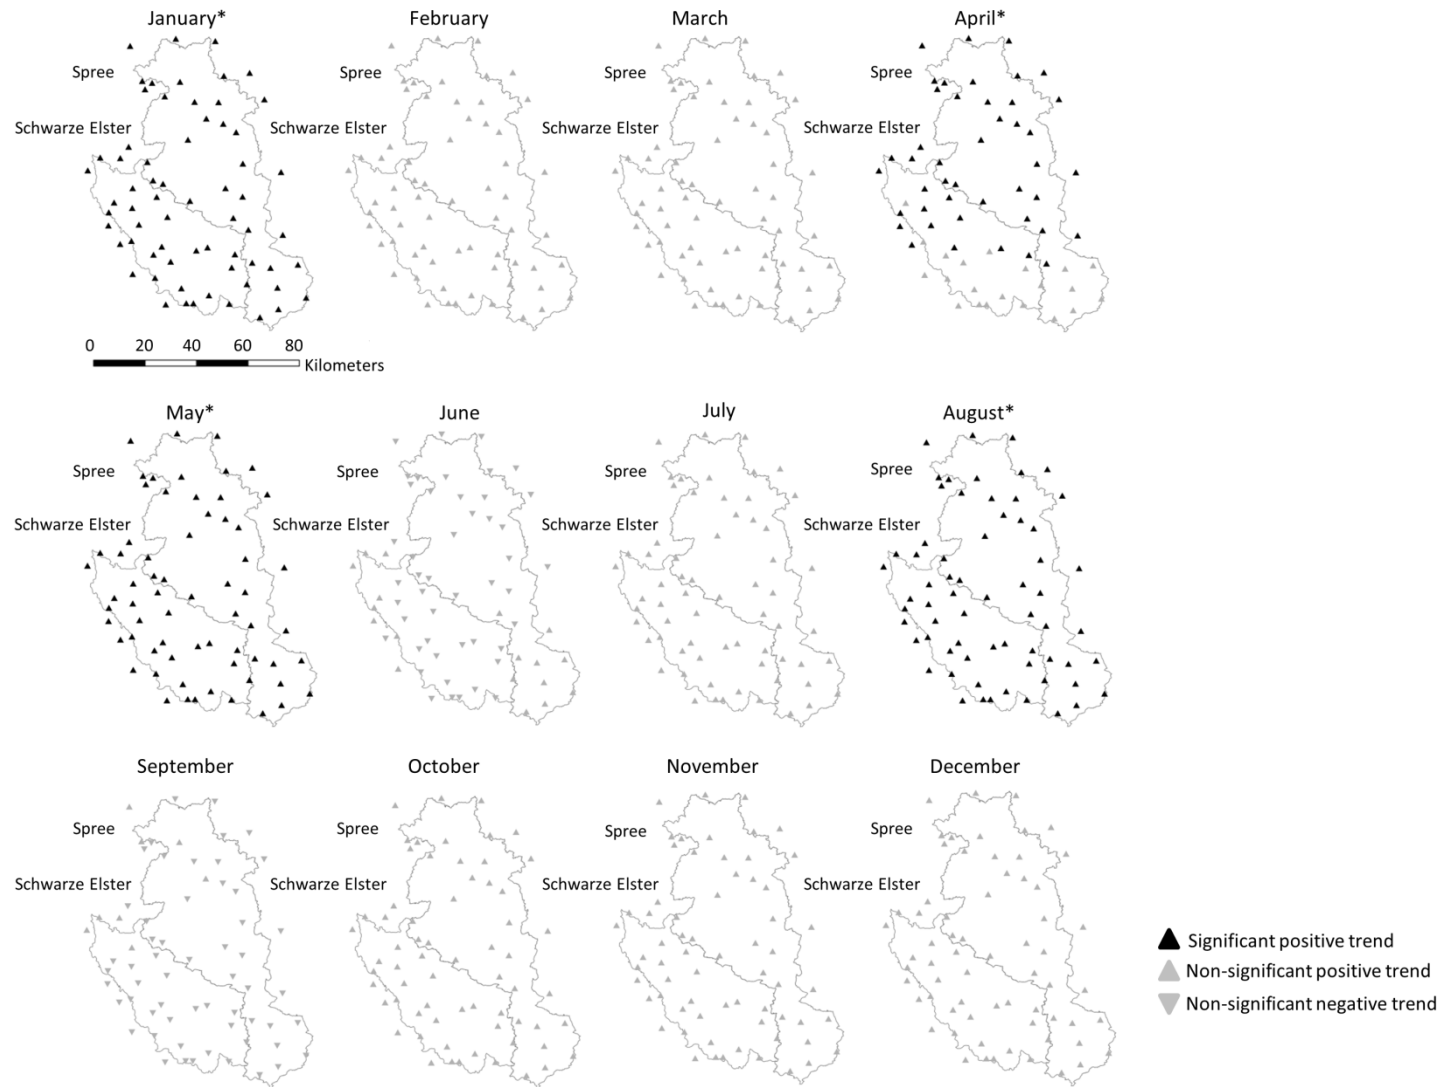 January*
February
March
April*
Spree
Spree
Spree
Spree
Schwarze Elster
Schwarze Elster
Schwarze Elster
Schwarze Elster
0 20 40 60 80
Kilometers
May*
June
July
August*
Spree
Spree
Spree
Spree
Schwarze Elster
Schwarze Elster
Schwarze Elster
Schwarze Elster
September
October
November
December
Spree
Spree
Spree
Spree
Schwarze Elster
Schwarze Elster
Schwarze Elster
Schwarze Elster
Significant positive trend
Non-significant positive trend
Non-significant negative trend